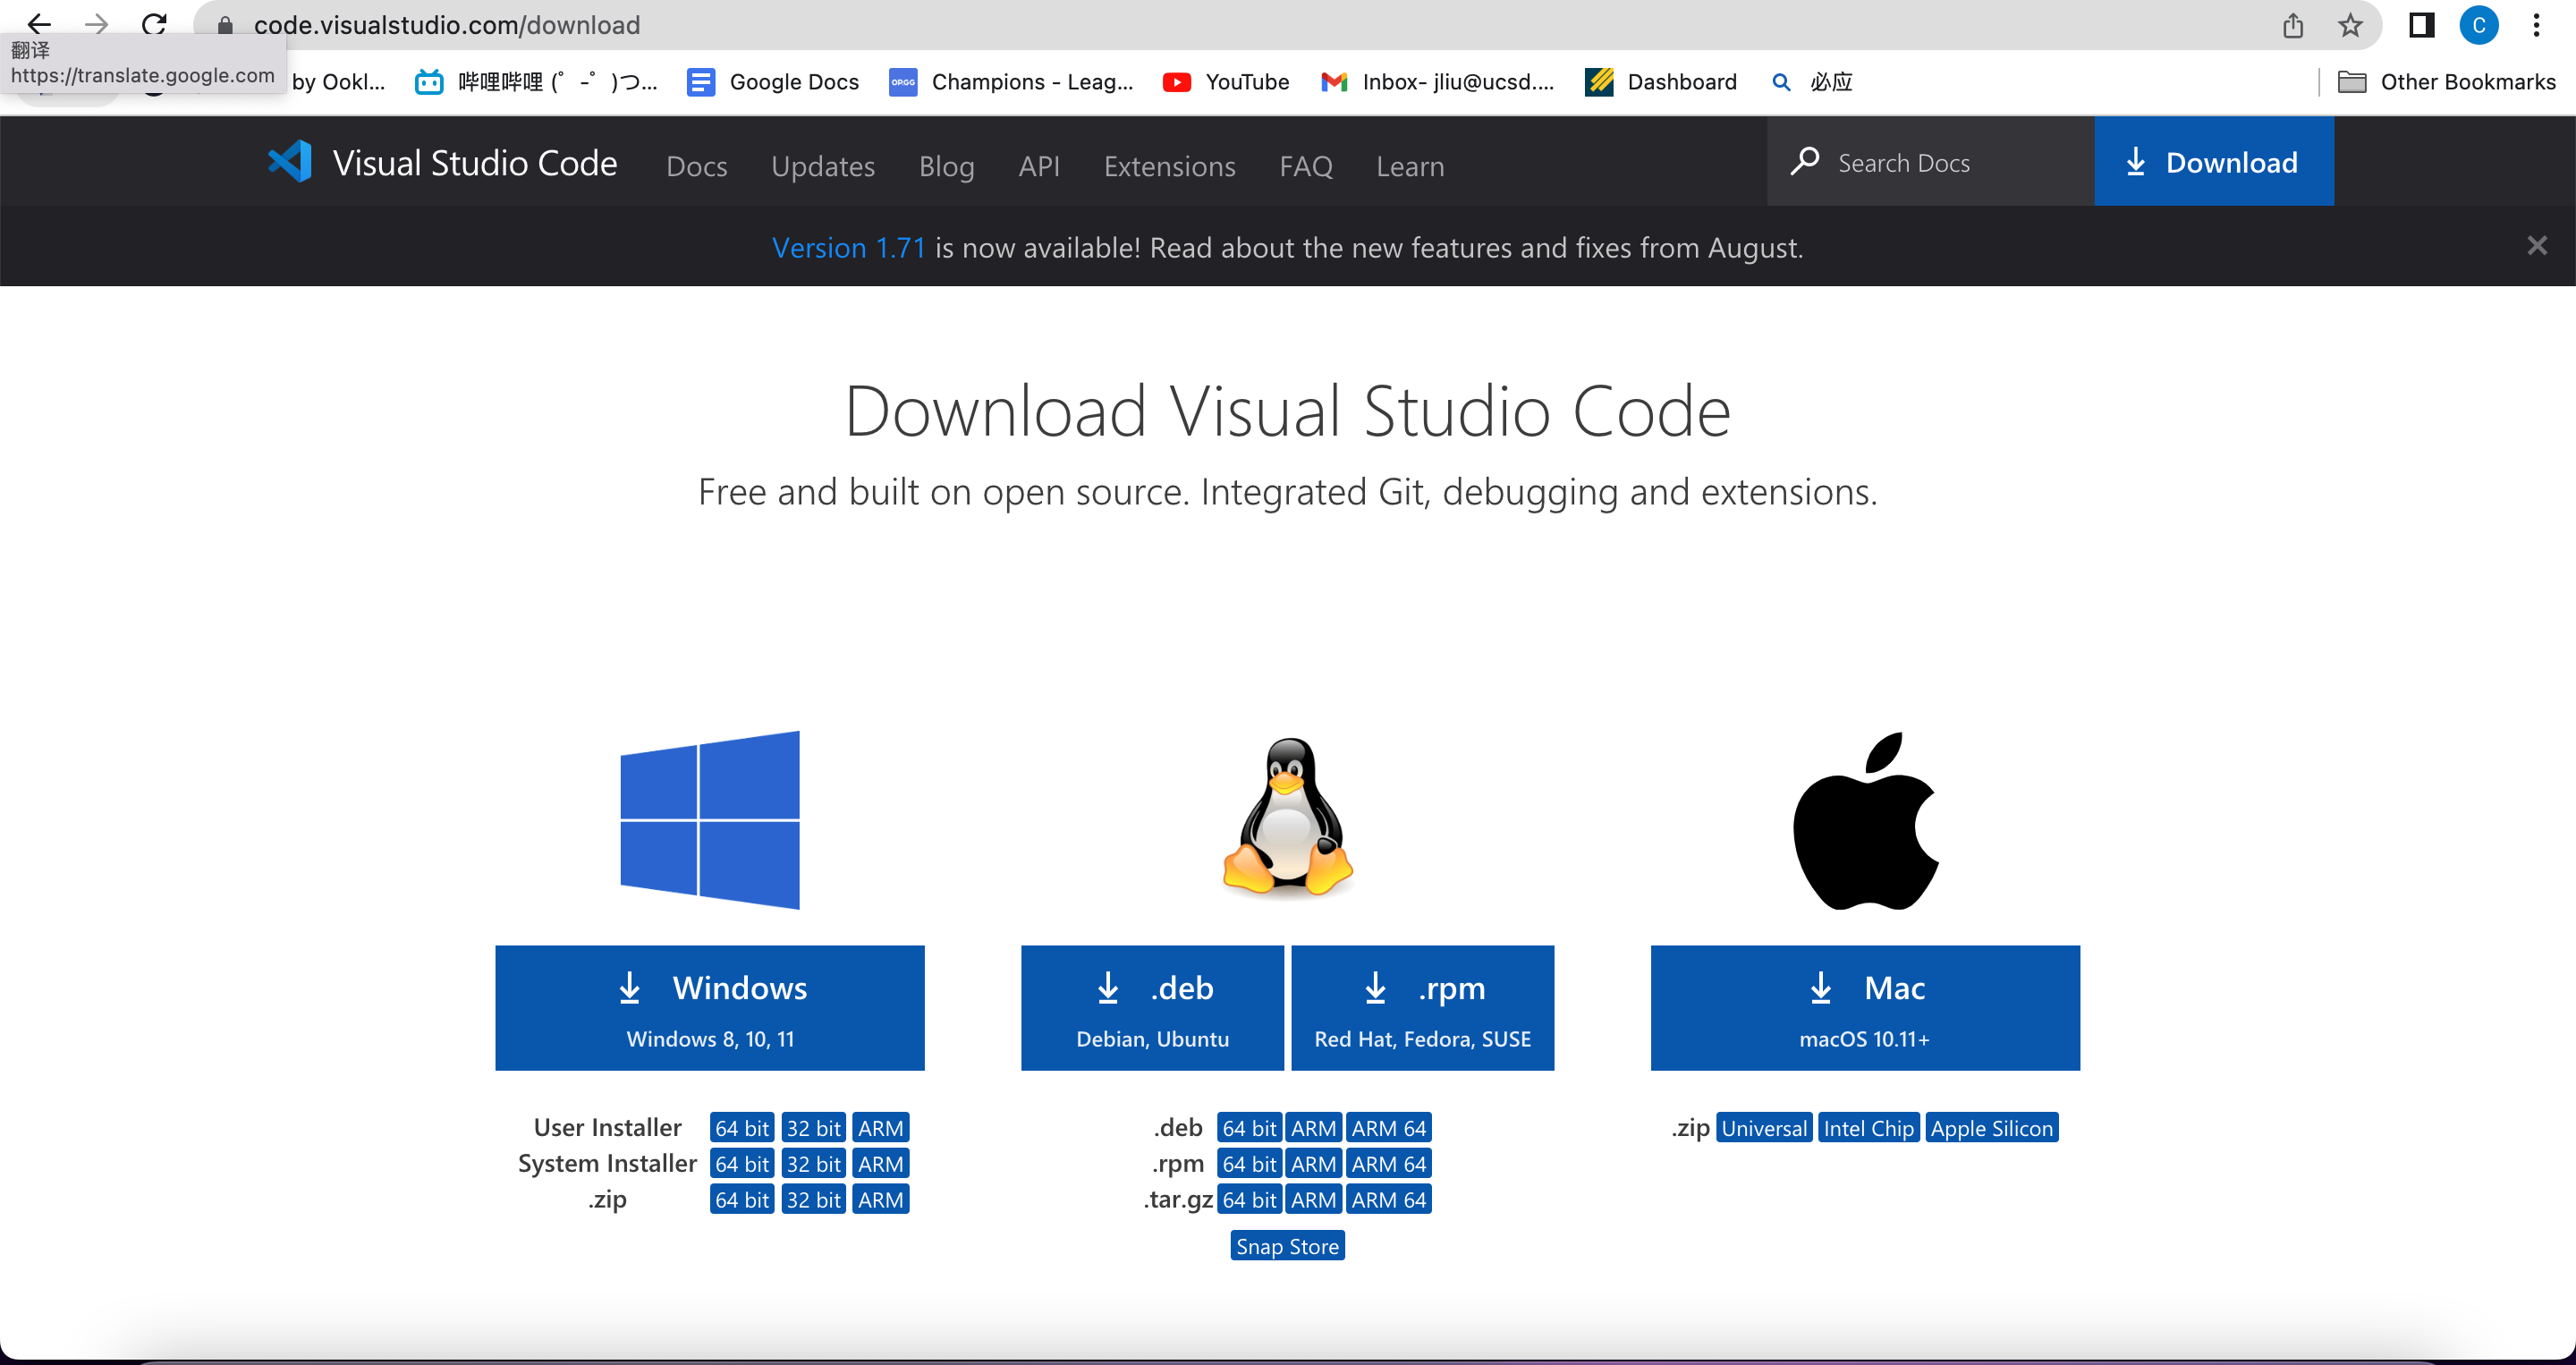 code.visualstudio.com/download
C
翻译
https://translate.google.com
by Ookl...
哔哩哔哩 (゜-゜)つ...
Google Docs
OP.GG
Champions - Leag...
YouTube
Inbox- jliu@ucsd....
Dashboard
必应
Other Bookmarks
Visual Studio Code
Docs
Updates
Blog
API
Extensions
FAQ
Learn
Search Docs
Download
Version 1.71 is now available! Read about the new features and fixes from August.
Download Visual Studio Code
Free and built on open source. Integrated Git, debugging and extensions.
Windows
Windows 8, 10, 11
User Installer 64 bit 32 bit ARM
System Installer 64 bit 32 bit ARM
.zip 64 bit 32 bit ARM
.deb
Debian, Ubuntu
.rpm
Red Hat, Fedora, SUSE
.deb 64 bit ARM ARM 64
.rpm 64 bit ARM ARM 64
.tar.gz 64 bit ARM ARM 64
Snap Store
Mac
macOS 10.11+
.zip Universal Intel Chip Apple Silicon